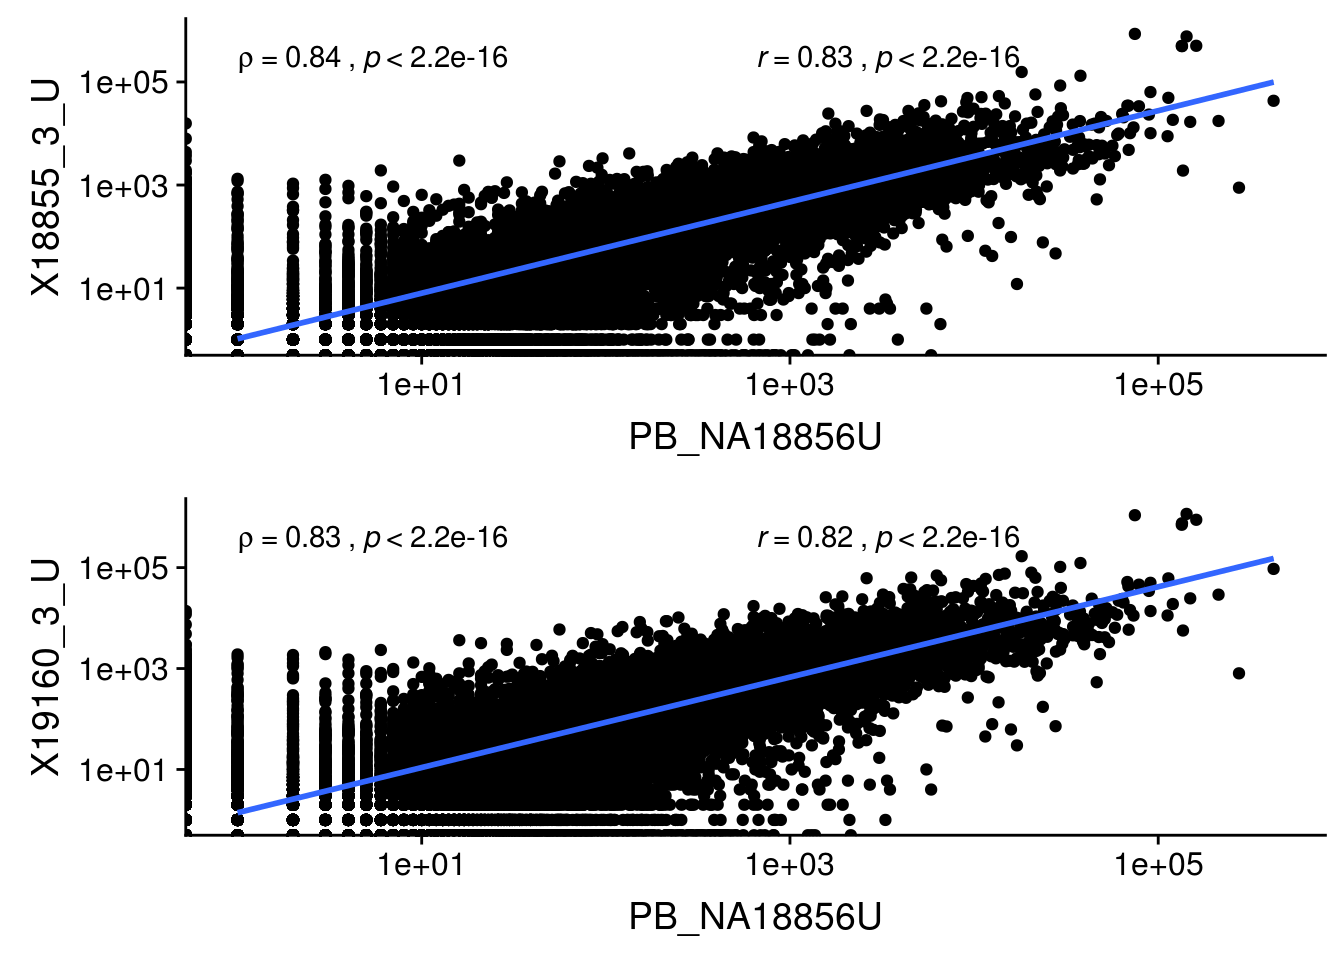 ρ = 0.84 , p < 2.2e-16
r = 0.83 , p < 2.2e-16
X18855_3_U
1e+05
1e+03
1e+01
1e+01 1e+03 1e+05
PB_NA18856U
ρ = 0.83 , p < 2.2e-16
r = 0.82 , p < 2.2e-16
X19160_3_U
1e+05
1e+03
1e+01
1e+01 1e+03 1e+05
PB_NA18856U